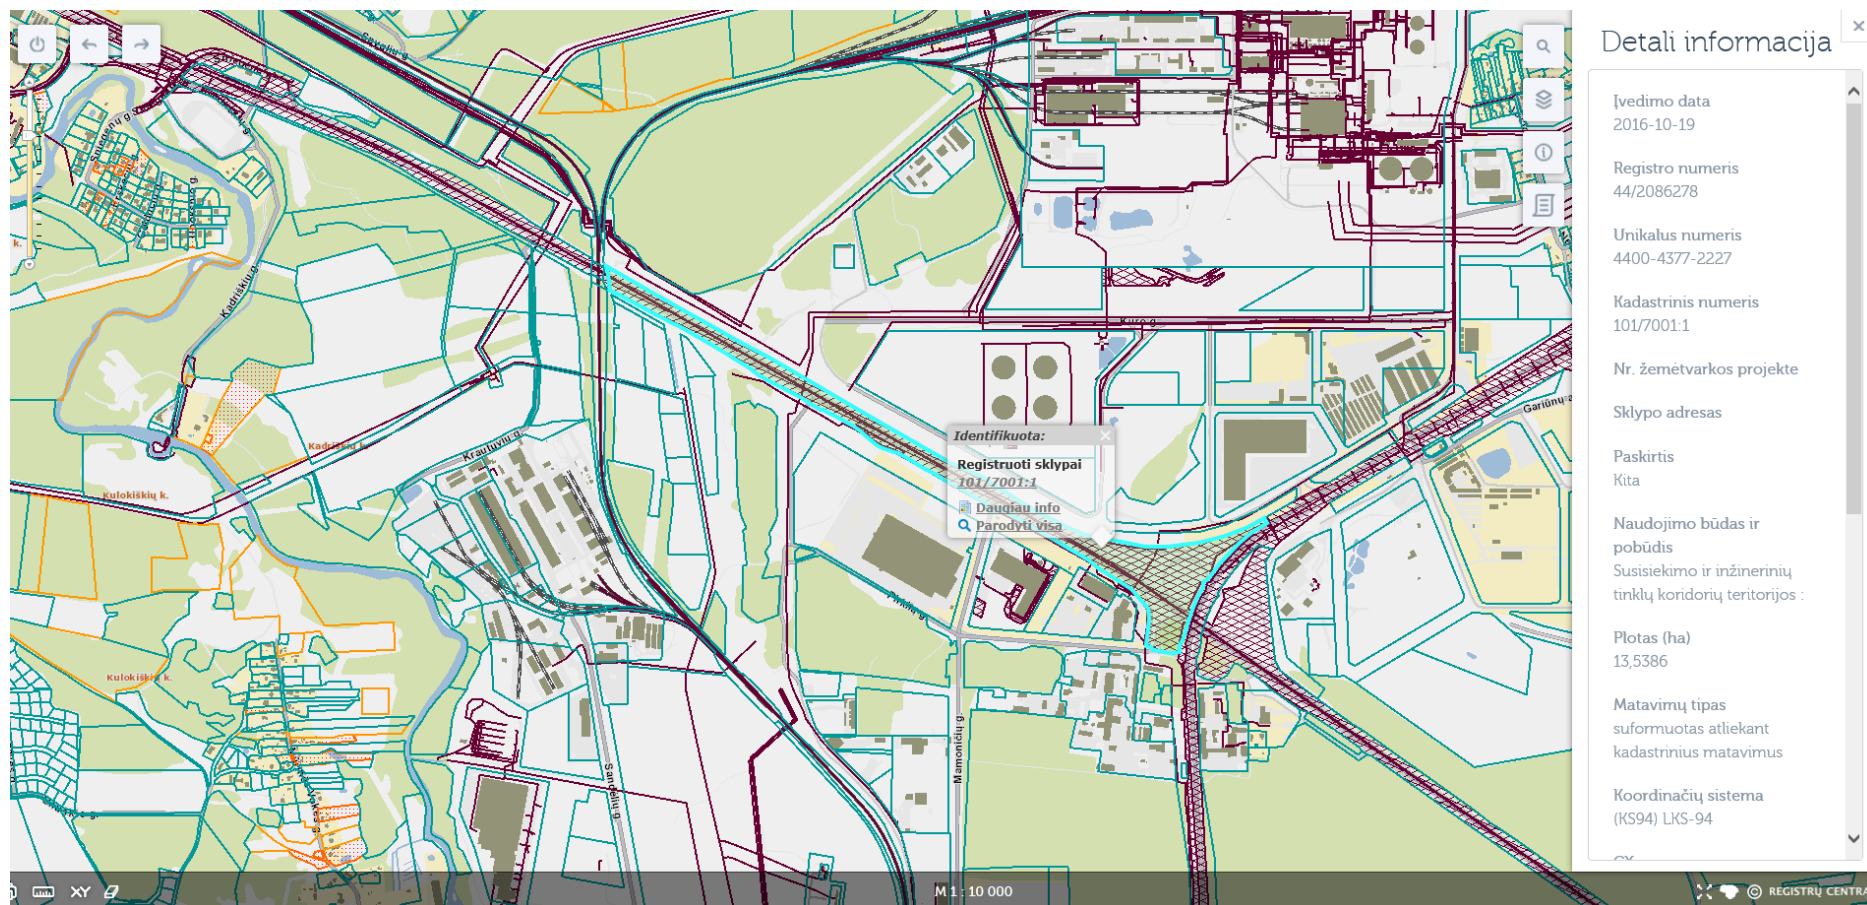 Detali informacija
Įvedimo data
2016-10-19
Registro numeris
44/2086278
Unikalus numeris
4400-4377-2227
Kadastrinis numeris
101/7001:1
Nr. žemėtvarkos projekte
Sklypo adresas
Paskirtis
Kita
Naudojimo būdas ir
pobūdis
Susisiekimo ir inžinerinių
tinklų koridorių teritorijos :
Plotas (ha)
13,5386
Matavimų tipas
suformuotas atliekant
kadastrinius matavimus
Koordinačių sistema
(KS94) LKS-94
Savolių g.
Kadriškių g.
Kuro g.
Gariūnų
Kadriškių k.
Krautuvių g.
Kulokiškių k.
Identifikuota:
Registruoti sklypai
101/7001:1
Daugiau info
Parodyti visą
Pirklių g.
Kulokiškių k.
Mamoničių g.
Sandėlių g.
XY
M 1 : 10 000
© REGISTRŲ CENTRA